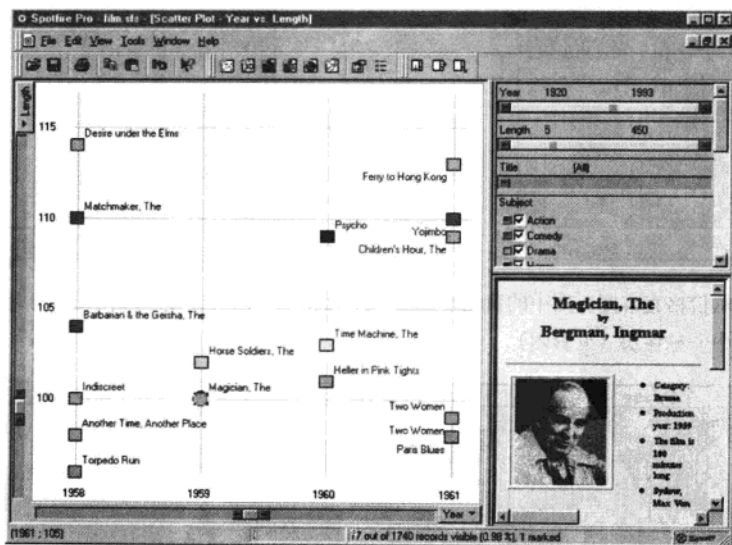 Spotfire Pro - film.sfs - [Scatter Plot - Year vs. Length]
File Edit View Tools Window Help
Length
115
110
105
100
Desire under the Elms
Matchmaker, The
Barbarian & the Geisha, The
Indiscreet
Another Time, Another Place
Torpedo Run
Horse Soldiers, The
Magician, The
Psycho
Time Machine, The
Heller in Pink Tights
Ferry to Hong Kong
Yojimbo
Children's Hour, The
Two Women
Two Women
Paris Blues
1958 1959 1960 1961
Year
(1961 ; 105)
17 out of 1740 records visible (0.98 %), 1 marked
Year 1920 1993
Length 5 450
Title (All)
Subject
Action
Comedy
Drama
Magician, The
by
Bergman, Ingmar
Category:
Drama
Production
year: 1959
The film is
100
minutes
long
Sydow,
Max Von